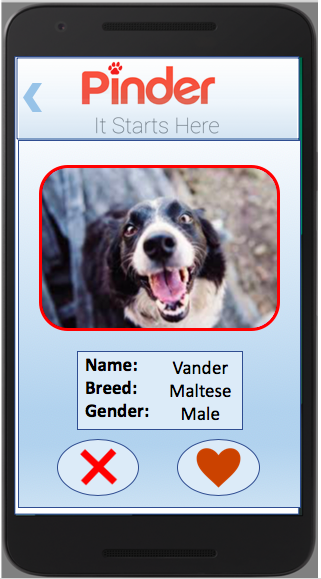 Pinder
It Starts Here
Name: Vander
Breed: Maltese
Gender: Male